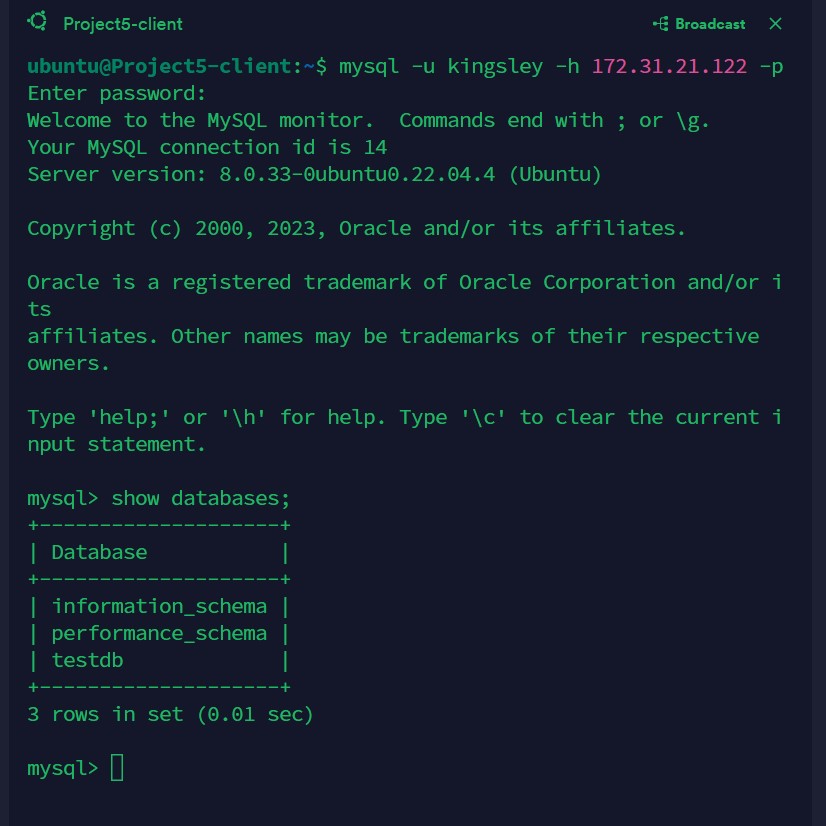 Project5-client
Broadcast
ubuntu@Project5-client:~$ mysql -u kingsley -h 172.31.21.122 -p
Enter password:
Welcome to the MySQL monitor.  Commands end with ; or \g.
Your MySQL connection id is 14
Server version: 8.0.33-0ubuntu0.22.04.4 (Ubuntu)
Copyright (c) 2000, 2023, Oracle and/or its affiliates.
Oracle is a registered trademark of Oracle Corporation and/or i
ts
affiliates. Other names may be trademarks of their respective
owners.
Type 'help;' or '\h' for help. Type '\c' to clear the current i
nput statement.
mysql> show databases;
+--------------------+
| Database           |
+--------------------+
| information_schema |
| performance_schema |
| testdb             |
+--------------------+
3 rows in set (0.01 sec)
mysql>